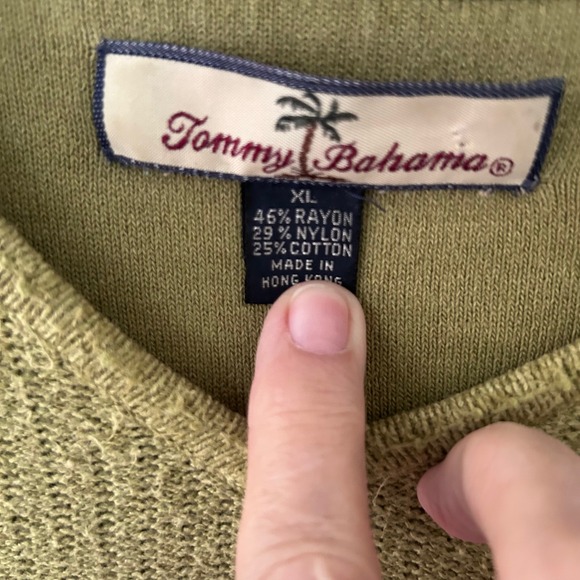 Tommy Bahama®
XL
46% RAYON
29% NYLON
25% COTTON
MADE IN
HONG KONG